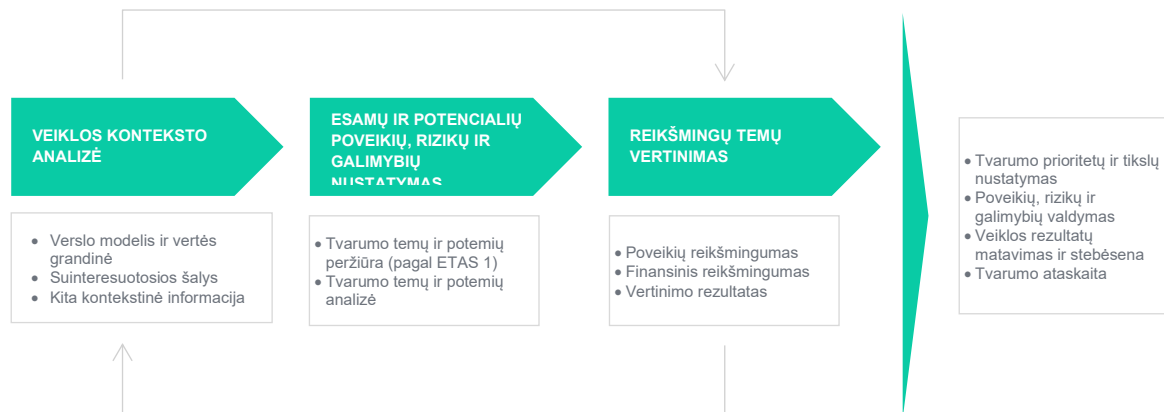 VEIKLOS KONTEKSTO
ANALIZĖ
• Verslo modelis ir vertės
grandinė
• Suinteresuotosios šalys
• Kita kontekstinė informacija
ESAMŲ IR POTENCIALIŲ
POVEIKIŲ, RIZIKŲ IR
GALIMYBIŲ
NUSTATYMAS
• Tvarumo temų ir potemių
peržiūra (pagal ETAS 1)
• Tvarumo temų ir potemių
analizė
REIKŠMINGŲ TEMŲ
VERTINIMAS
• Poveikių reikšmingumas
• Finansinis reikšmingumas
• Vertinimo rezultatas
• Tvarumo prioritetų ir tikslų
nustatymas
• Poveikių, rizikų ir
galimybių valdymas
• Veiklos rezultatų
matavimas ir stebėsena
• Tvarumo ataskaita